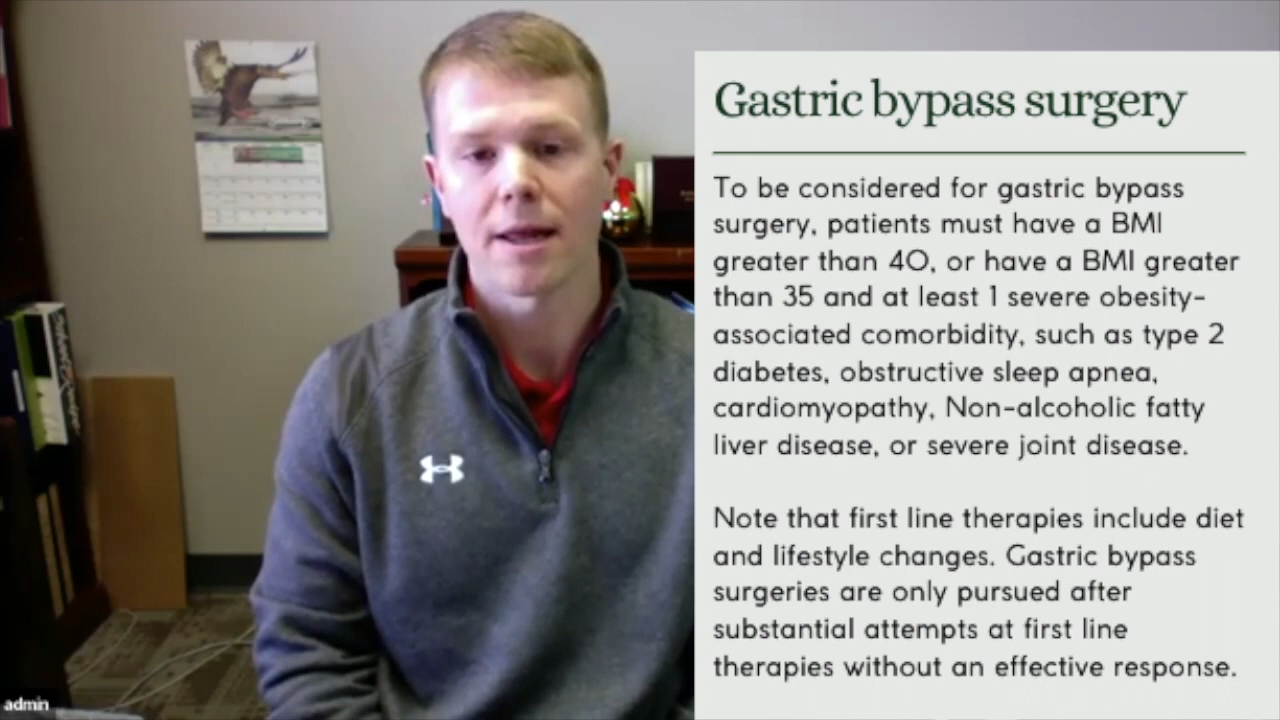 Gastric bypass surgery
To be considered for gastric bypass
surgery, patients must have a BMI
greater than 40, or have a BMI greater
than 35 and at least 1 severe obesity-
associated comorbidity, such as type 2
diabetes, obstructive sleep apnea,
cardiomyopathy, Non-alcoholic fatty
liver disease, or severe joint disease.
Note that first line therapies include diet
and lifestyle changes. Gastric bypass
surgeries are only pursued after
substantial attempts at first line
therapies without an effective response.
admin